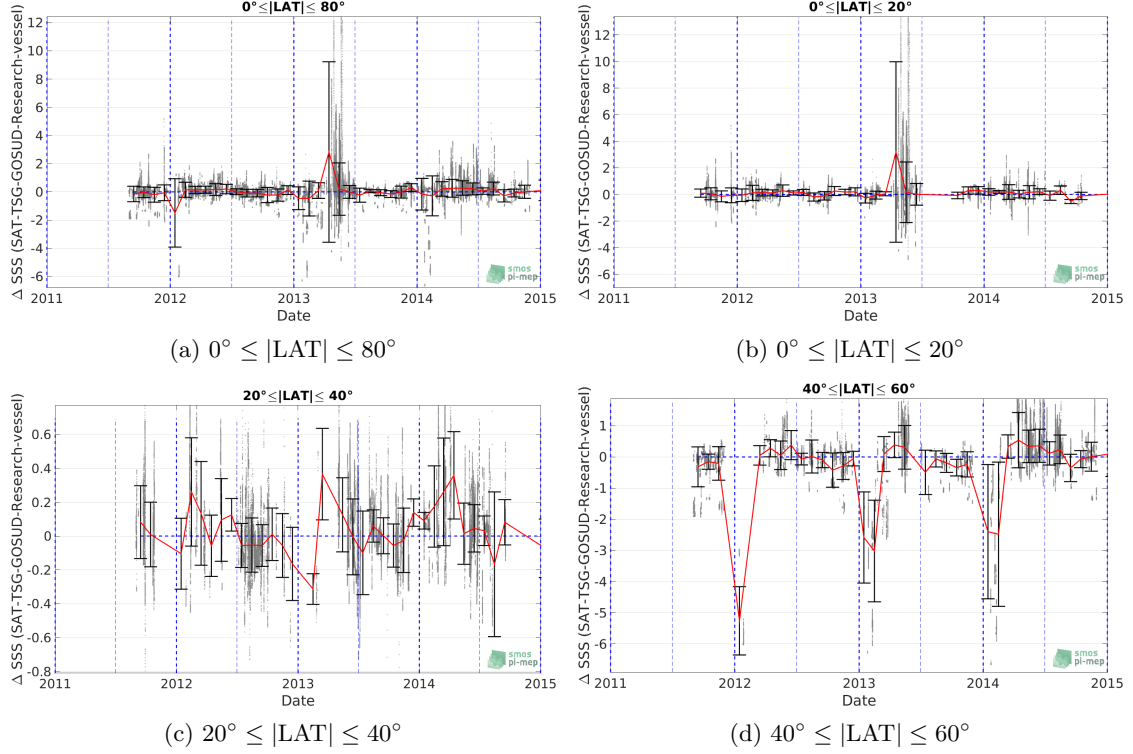 0°≤|LAT|≤ 80°
Δ SSS (SAT-TSG-GOSUD-Research-vessel)
12
10
8
6
4
2
0
-2
-4
-6
2011 2012 2013 2014 2015
Date
smos
pi-mep
(a) 0° ≤ |LAT| ≤ 80°
0°≤|LAT|≤ 20°
Δ SSS (SAT-TSG-GOSUD-Research-vessel)
12
10
8
6
4
2
0
-2
-4
-6
2011 2012 2013 2014 2015
Date
smos
pi-mep
(b) 0° ≤ |LAT| ≤ 20°
20°≤|LAT|≤ 40°
Δ SSS (SAT-TSG-GOSUD-Research-vessel)
0.6
0.4
0.2
0
-0.2
-0.4
-0.6
-0.8
2011 2012 2013 2014 2015
Date
smos
pi-mep
(c) 20° ≤ |LAT| ≤ 40°
40°≤|LAT|≤ 60°
Δ SSS (SAT-TSG-GOSUD-Research-vessel)
1
0
-1
-2
-3
-4
-5
-6
2011 2012 2013 2014 2015
Date
smos
pi-mep
(d) 40° ≤ |LAT| ≤ 60°